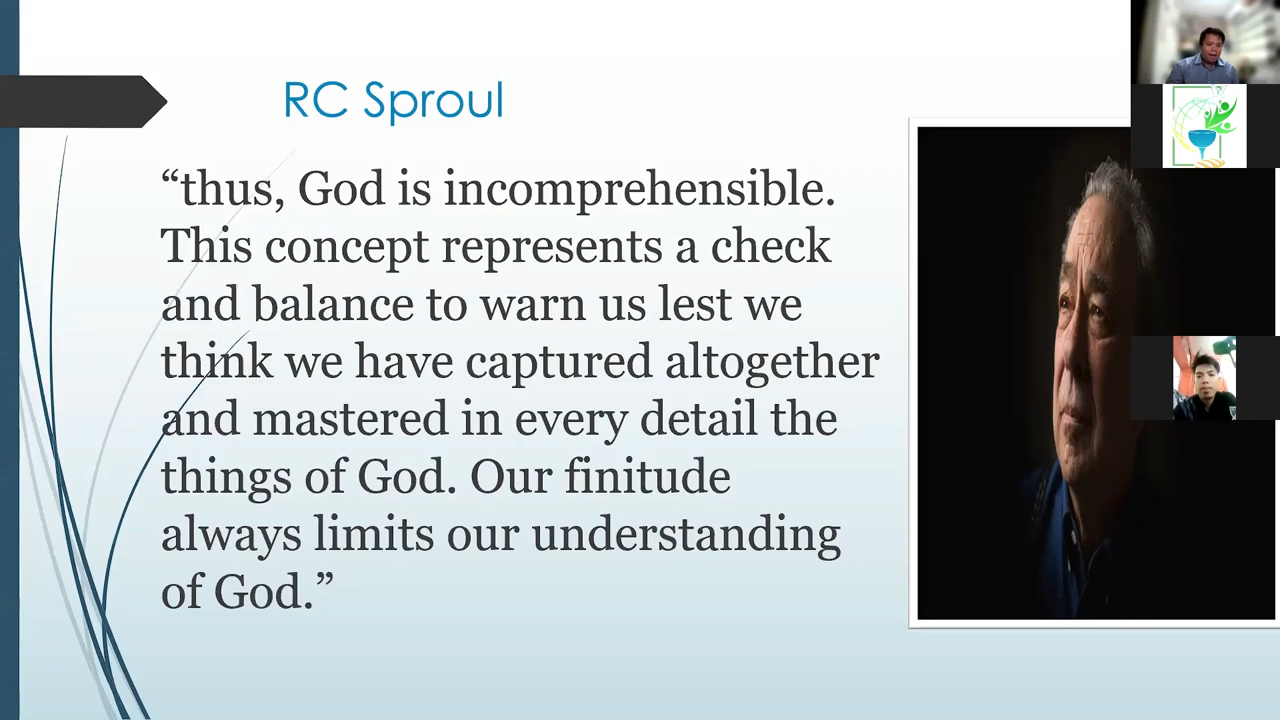 RC Sproul
“thus, God is incomprehensible.
This concept represents a check
and balance to warn us lest we
think we have captured altogether
and mastered in every detail the
things of God. Our finitude
always limits our understanding
of God.”